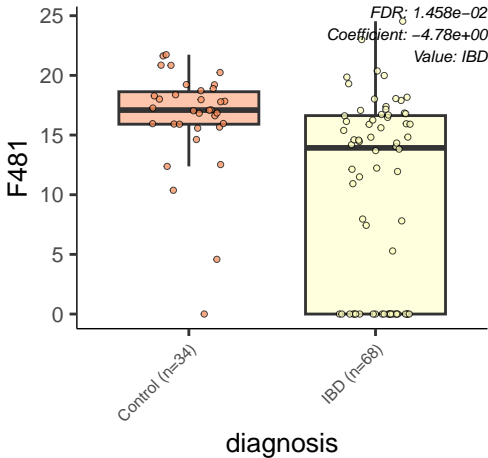 FDR: 1.458e−02
Coefficient: −4.78e+00
Value: IBD
25
20
15
10
5
0
F481
Control (n=34)
IBD (n=68)
diagnosis